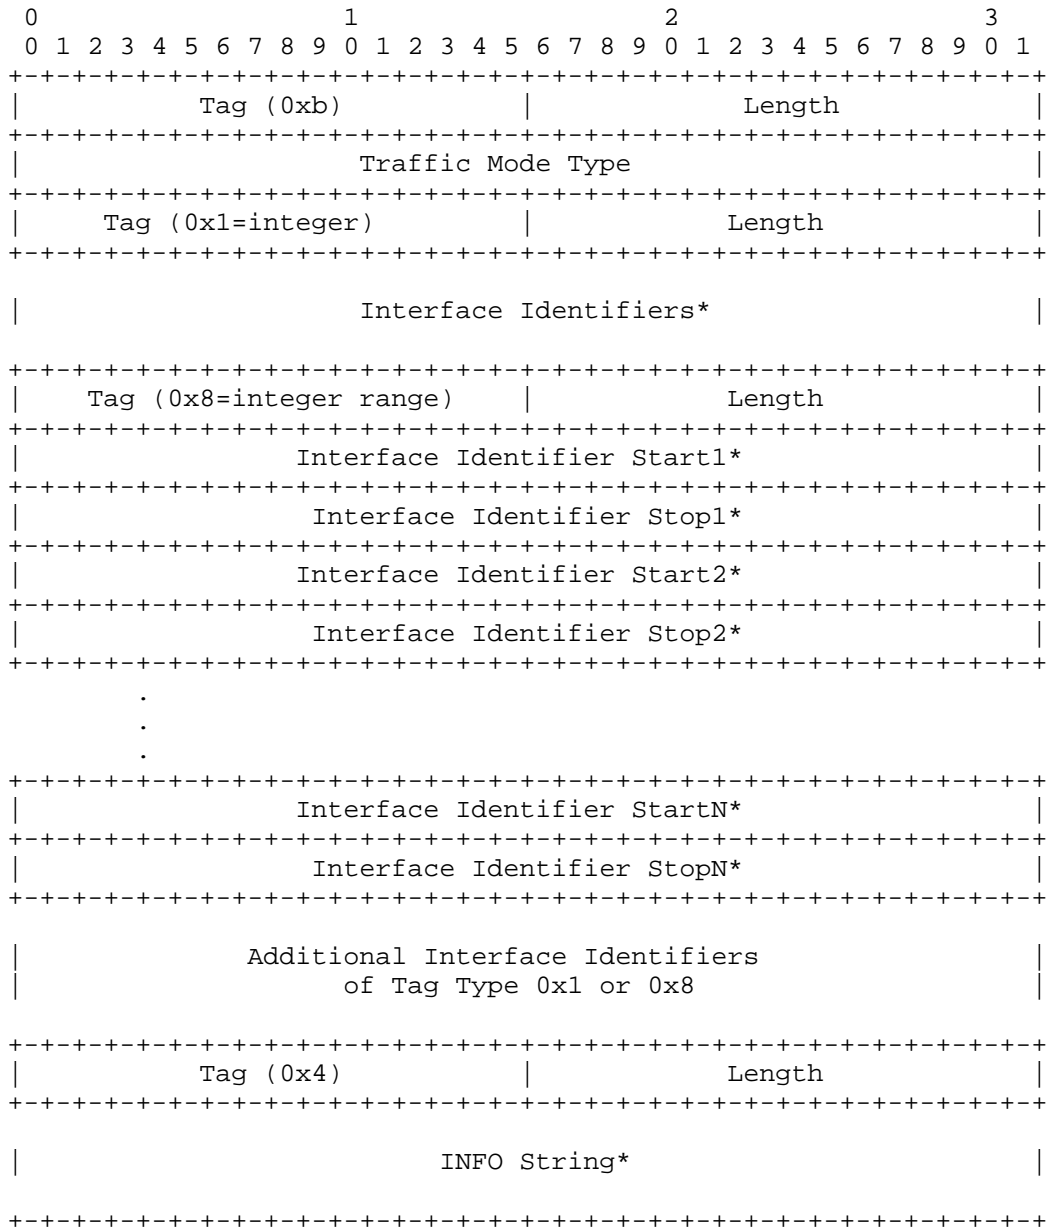 0                   1                   2                   3
 0 1 2 3 4 5 6 7 8 9 0 1 2 3 4 5 6 7 8 9 0 1 2 3 4 5 6 7 8 9 0 1
+-+-+-+-+-+-+-+-+-+-+-+-+-+-+-+-+-+-+-+-+-+-+-+-+-+-+-+-+-+-+-+-+
|           Tag (0xb)           |             Length            |
+-+-+-+-+-+-+-+-+-+-+-+-+-+-+-+-+-+-+-+-+-+-+-+-+-+-+-+-+-+-+-+-+
|                     Traffic Mode Type                         |
+-+-+-+-+-+-+-+-+-+-+-+-+-+-+-+-+-+-+-+-+-+-+-+-+-+-+-+-+-+-+-+-+
|     Tag (0x1=integer)         |            Length             |
+-+-+-+-+-+-+-+-+-+-+-+-+-+-+-+-+-+-+-+-+-+-+-+-+-+-+-+-+-+-+-+-+
|                     Interface Identifiers*                    |
+-+-+-+-+-+-+-+-+-+-+-+-+-+-+-+-+-+-+-+-+-+-+-+-+-+-+-+-+-+-+-+-+
|    Tag (0x8=integer range)    |            Length             |
+-+-+-+-+-+-+-+-+-+-+-+-+-+-+-+-+-+-+-+-+-+-+-+-+-+-+-+-+-+-+-+-+
|                 Interface Identifier Start1*                  |
+-+-+-+-+-+-+-+-+-+-+-+-+-+-+-+-+-+-+-+-+-+-+-+-+-+-+-+-+-+-+-+-+
|                  Interface Identifier Stop1*                  |
+-+-+-+-+-+-+-+-+-+-+-+-+-+-+-+-+-+-+-+-+-+-+-+-+-+-+-+-+-+-+-+-+
|                 Interface Identifier Start2*                  |
+-+-+-+-+-+-+-+-+-+-+-+-+-+-+-+-+-+-+-+-+-+-+-+-+-+-+-+-+-+-+-+-+
|                  Interface Identifier Stop2*                  |
+-+-+-+-+-+-+-+-+-+-+-+-+-+-+-+-+-+-+-+-+-+-+-+-+-+-+-+-+-+-+-+-+
        .
        .
        .
+-+-+-+-+-+-+-+-+-+-+-+-+-+-+-+-+-+-+-+-+-+-+-+-+-+-+-+-+-+-+-+-+
|                 Interface Identifier StartN*                  |
+-+-+-+-+-+-+-+-+-+-+-+-+-+-+-+-+-+-+-+-+-+-+-+-+-+-+-+-+-+-+-+-+
|                  Interface Identifier StopN*                  |
+-+-+-+-+-+-+-+-+-+-+-+-+-+-+-+-+-+-+-+-+-+-+-+-+-+-+-+-+-+-+-+-+
|              Additional Interface Identifiers                 |
|                    of Tag Type 0x1 or 0x8                     |
+-+-+-+-+-+-+-+-+-+-+-+-+-+-+-+-+-+-+-+-+-+-+-+-+-+-+-+-+-+-+-+-+
|           Tag (0x4)           |            Length             |
+-+-+-+-+-+-+-+-+-+-+-+-+-+-+-+-+-+-+-+-+-+-+-+-+-+-+-+-+-+-+-+-+
|                          INFO String*                         |
+-+-+-+-+-+-+-+-+-+-+-+-+-+-+-+-+-+-+-+-+-+-+-+-+-+-+-+-+-+-+-+-+